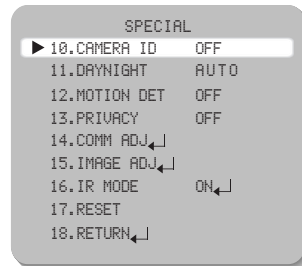 SPECIAL
▶ 10.CAMERA ID OFF
11.DAYNIGHT AUTO
12.MOTION DET OFF
13.PRIVACY OFF
14.COMM ADJ↵
15.IMAGE ADJ↵
16.IR MODE ON↵
17.RESET
18.RETURN↵